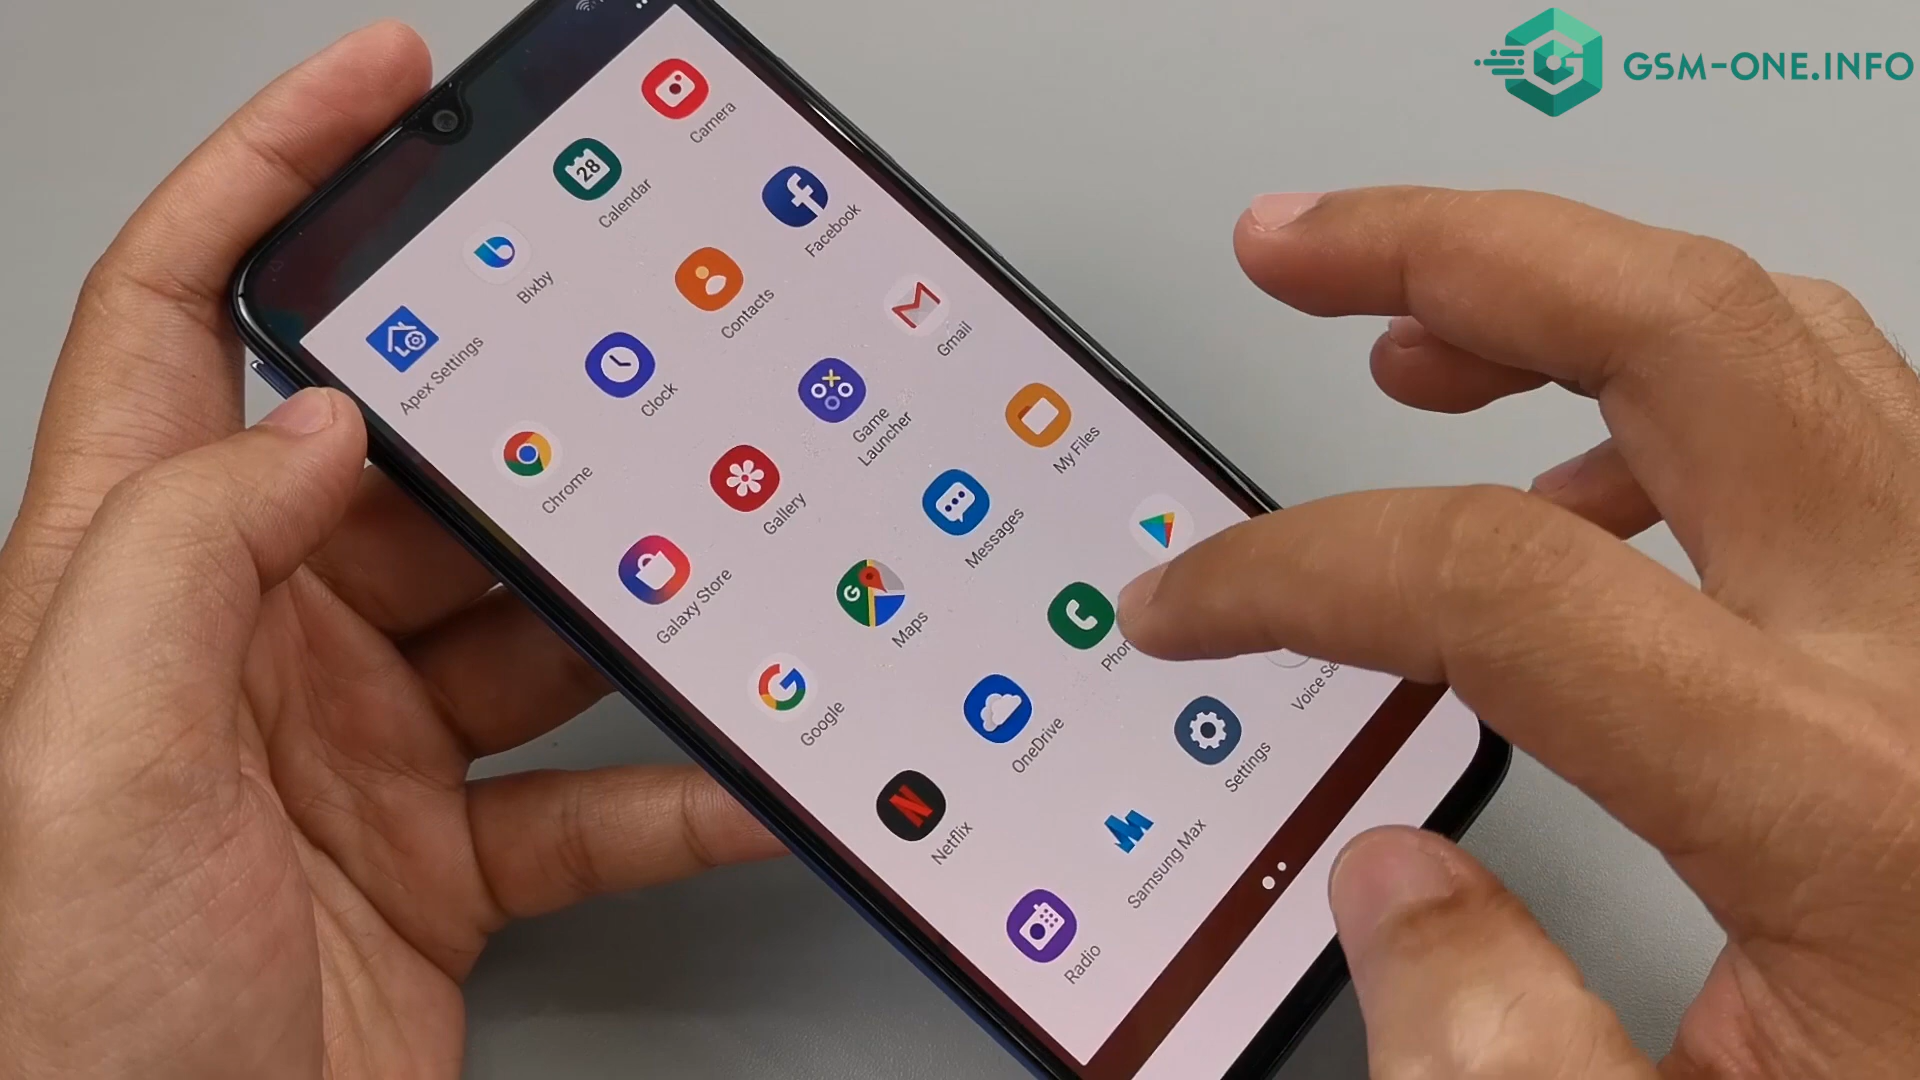 GSM-ONE.INFO
Camera
28
Calendar
Facebook
Bixby
Contacts
Gmail
Apex Settings
Clock
Game
Launcher
My Files
Chrome
Gallery
Messages
Galaxy Store
Maps
Google
OneDrive
Settings
Netflix
Samsung Max
Radio
Voice